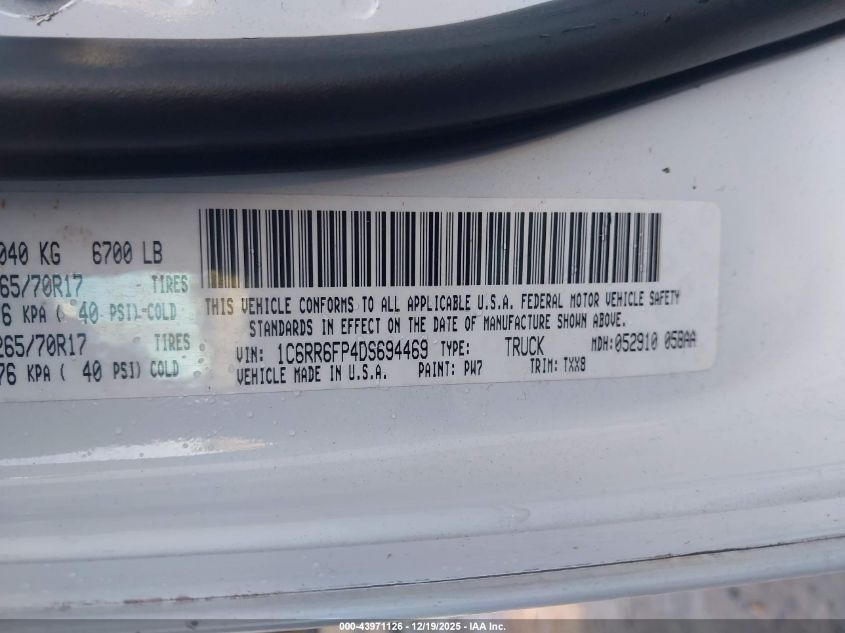 040 KG 6700 LB
65/70R17 TIRES
6 KPA ( 40 PSI)-COLD
265/70R17 TIRES
76 KPA ( 40 PSI) COLD
THIS VEHICLE CONFORMS TO ALL APPLICABLE U.S.A. FEDERAL MOTOR VEHICLE SAFETY
STANDARDS IN EFFECT ON THE DATE OF MANUFACTURE SHOWN ABOVE.
VIN: 1C6RR6FP4DS694469 TYPE: TRUCK MDH:052910 058AA
VEHICLE MADE IN U.S.A. PAINT: PW7 TRIM: TXX8
000-43971126 - 12/19/2025 - IAA Inc.